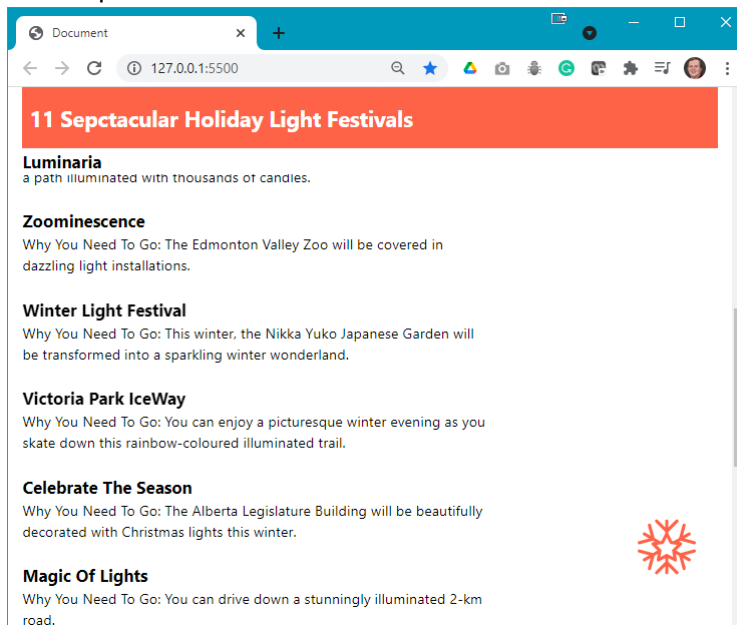 Document
127.0.0.1:5500
11 Sepctacular Holiday Light Festivals
Luminaria
a path illuminated with thousands of candles.
Zoominescence
Why You Need To Go: The Edmonton Valley Zoo will be covered in
dazzling light installations.
Winter Light Festival
Why You Need To Go: This winter, the Nikka Yuko Japanese Garden will
be transformed into a sparkling winter wonderland.
Victoria Park IceWay
Why You Need To Go: You can enjoy a picturesque winter evening as you
skate down this rainbow-coloured illuminated trail.
Celebrate The Season
Why You Need To Go: The Alberta Legislature Building will be beautifully
decorated with Christmas lights this winter.
Magic Of Lights
Why You Need To Go: You can drive down a stunningly illuminated 2-km
road.